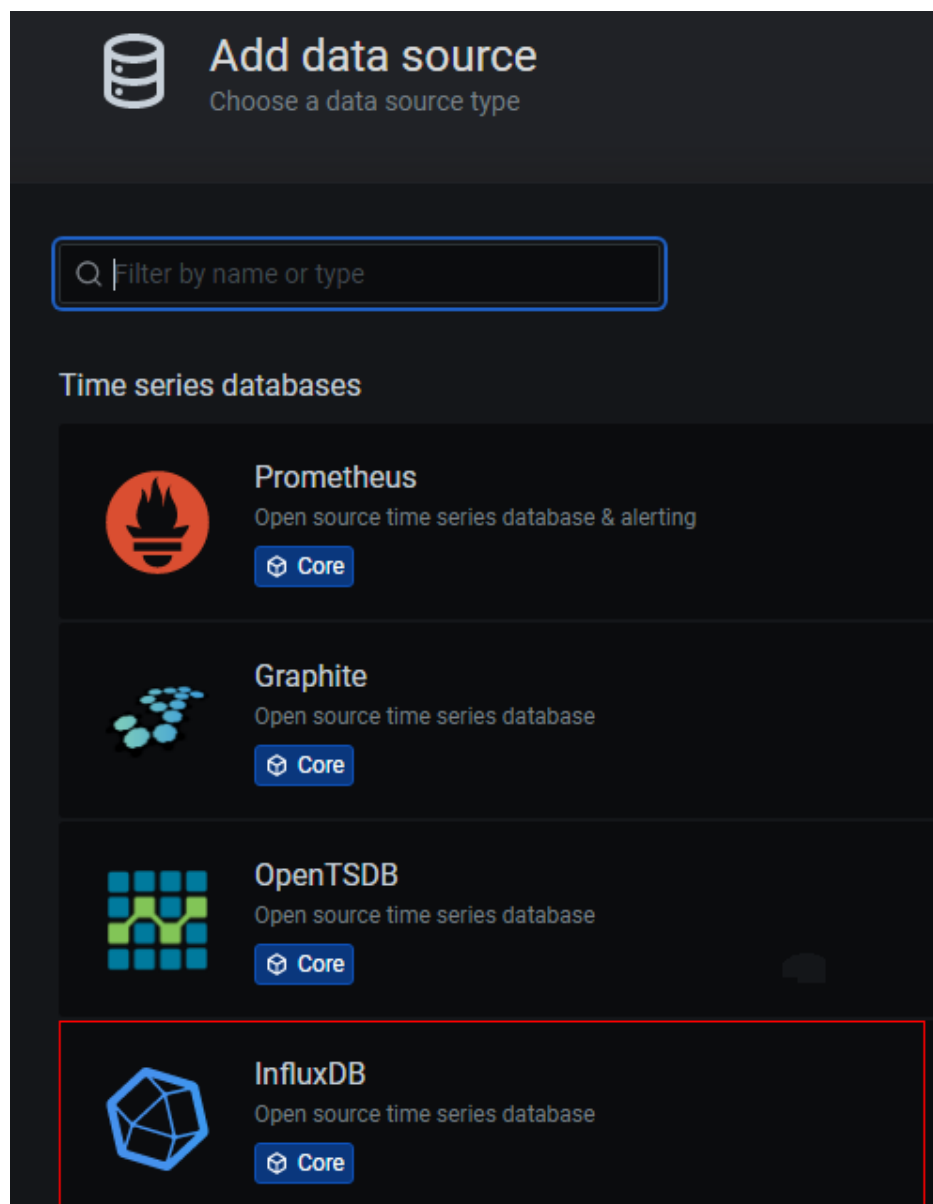 Add data source
Choose a data source type
Filter by name or type
Time series databases
Prometheus
Open source time series database & alerting
Core
Graphite
Open source time series database
Core
OpenTSDB
Open source time series database
Core
InfluxDB
Open source time series database
Core